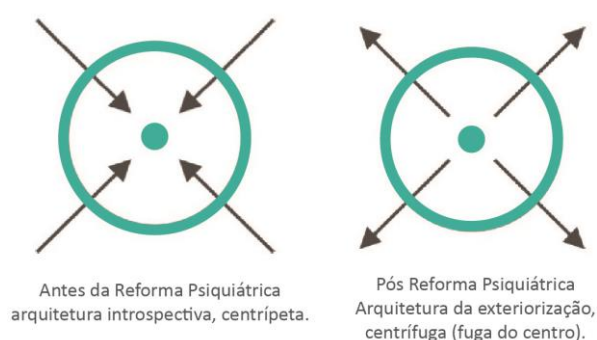 Antes da Reforma Psiquiátrica
arquitetura introspectiva, centrípeta.
Pós Reforma Psiquiátrica
Arquitetura da exteriorização,
centrífuga (fuga do centro).